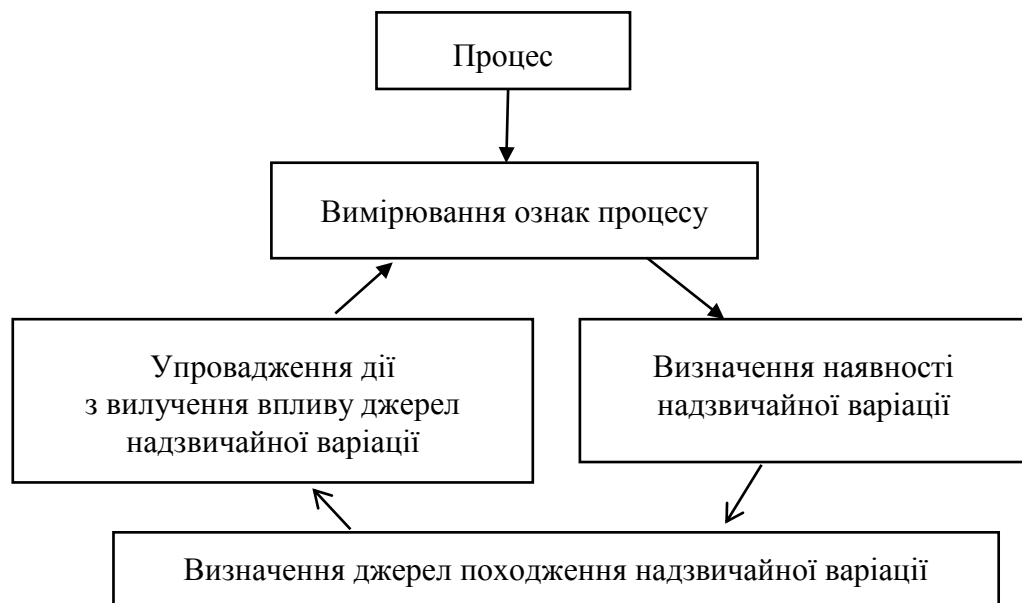 Процес
Вимірювання ознак процесу
Упровадження дії
з вилучення впливу джерел
надзвичайної варіації
Визначення наявності
надзвичайної варіації
Визначення джерел походження надзвичайної варіації